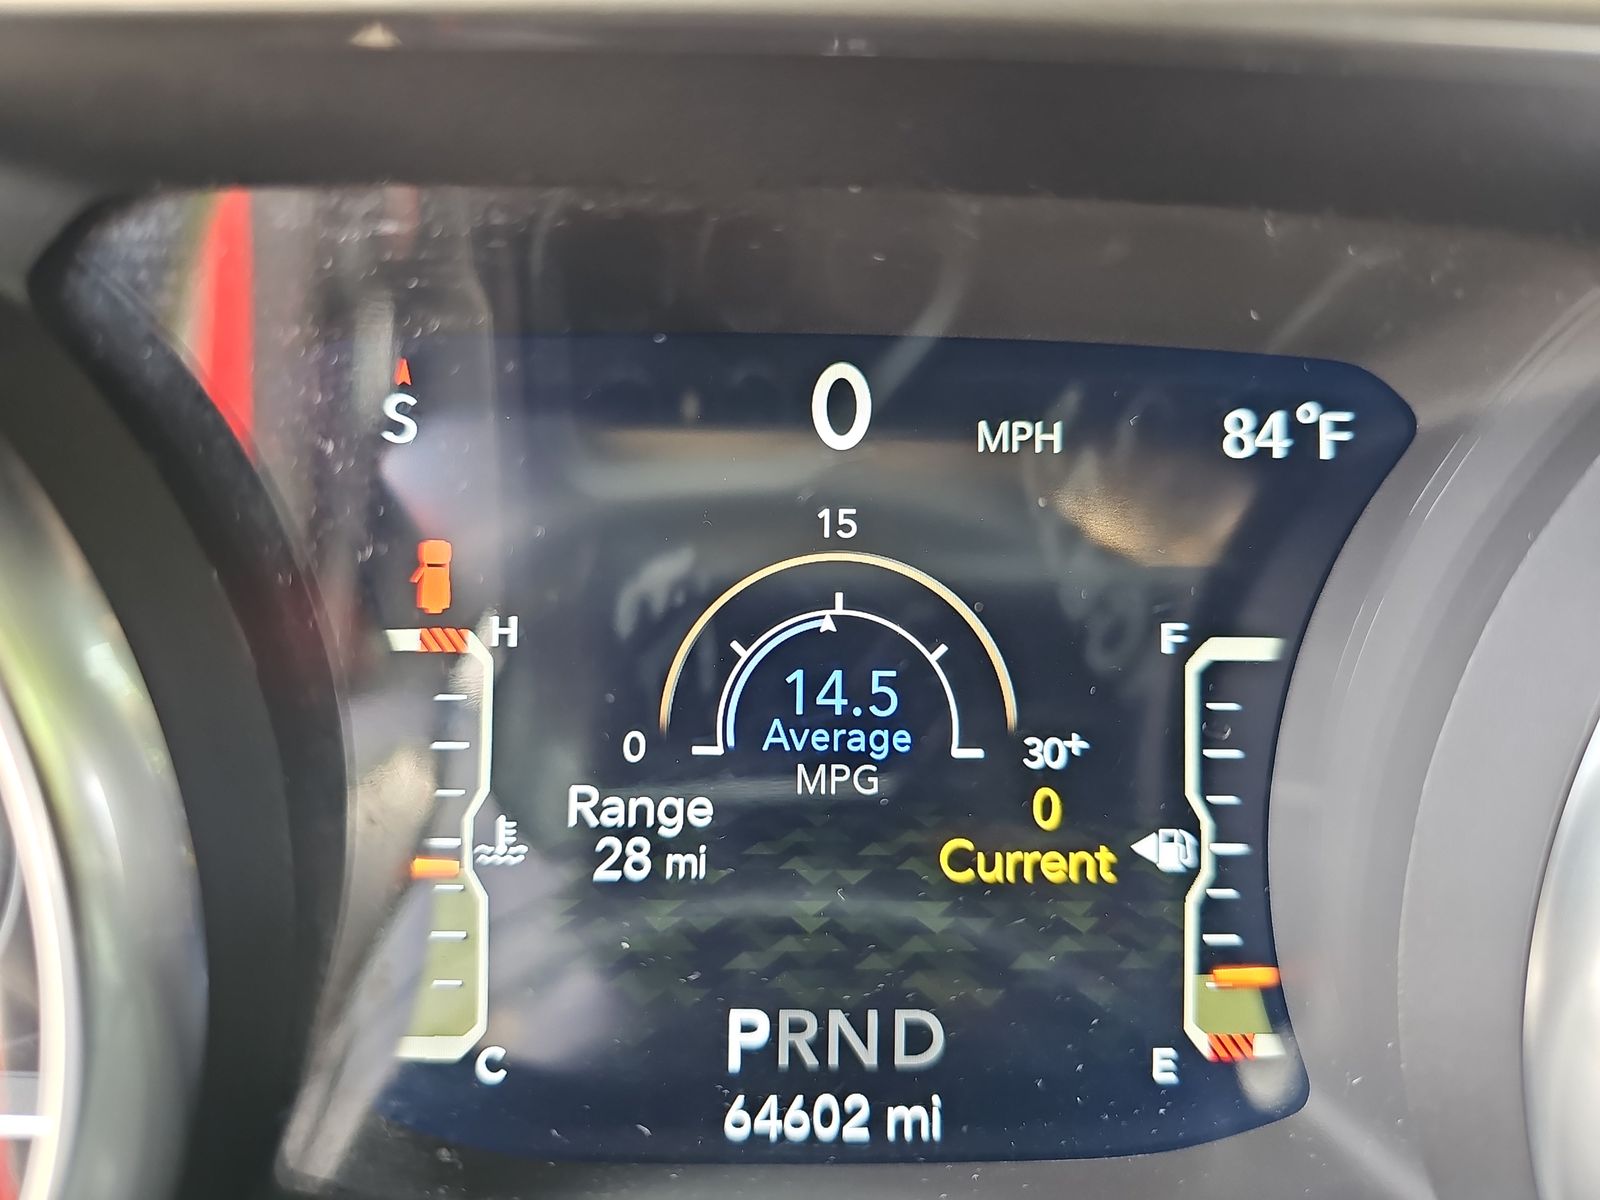 S
0 MPH
84°F
15
H
F
14.5
Average
MPG
0
30+
Range
28 mi
0
Current
PRND
C
E
64602 mi